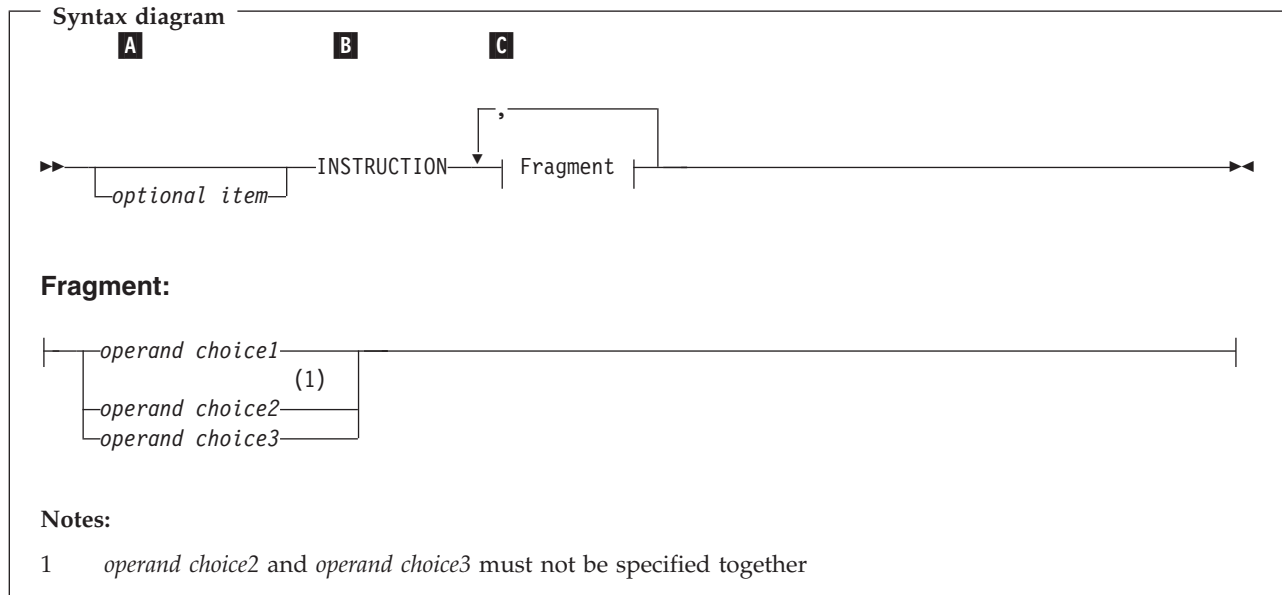 Syntax diagram
A B C
,
INSTRUCTION Fragment
optional item
Fragment:
operand choice1
(1)
operand choice2
operand choice3
Notes:
1 operand choice2 and operand choice3 must not be specified together